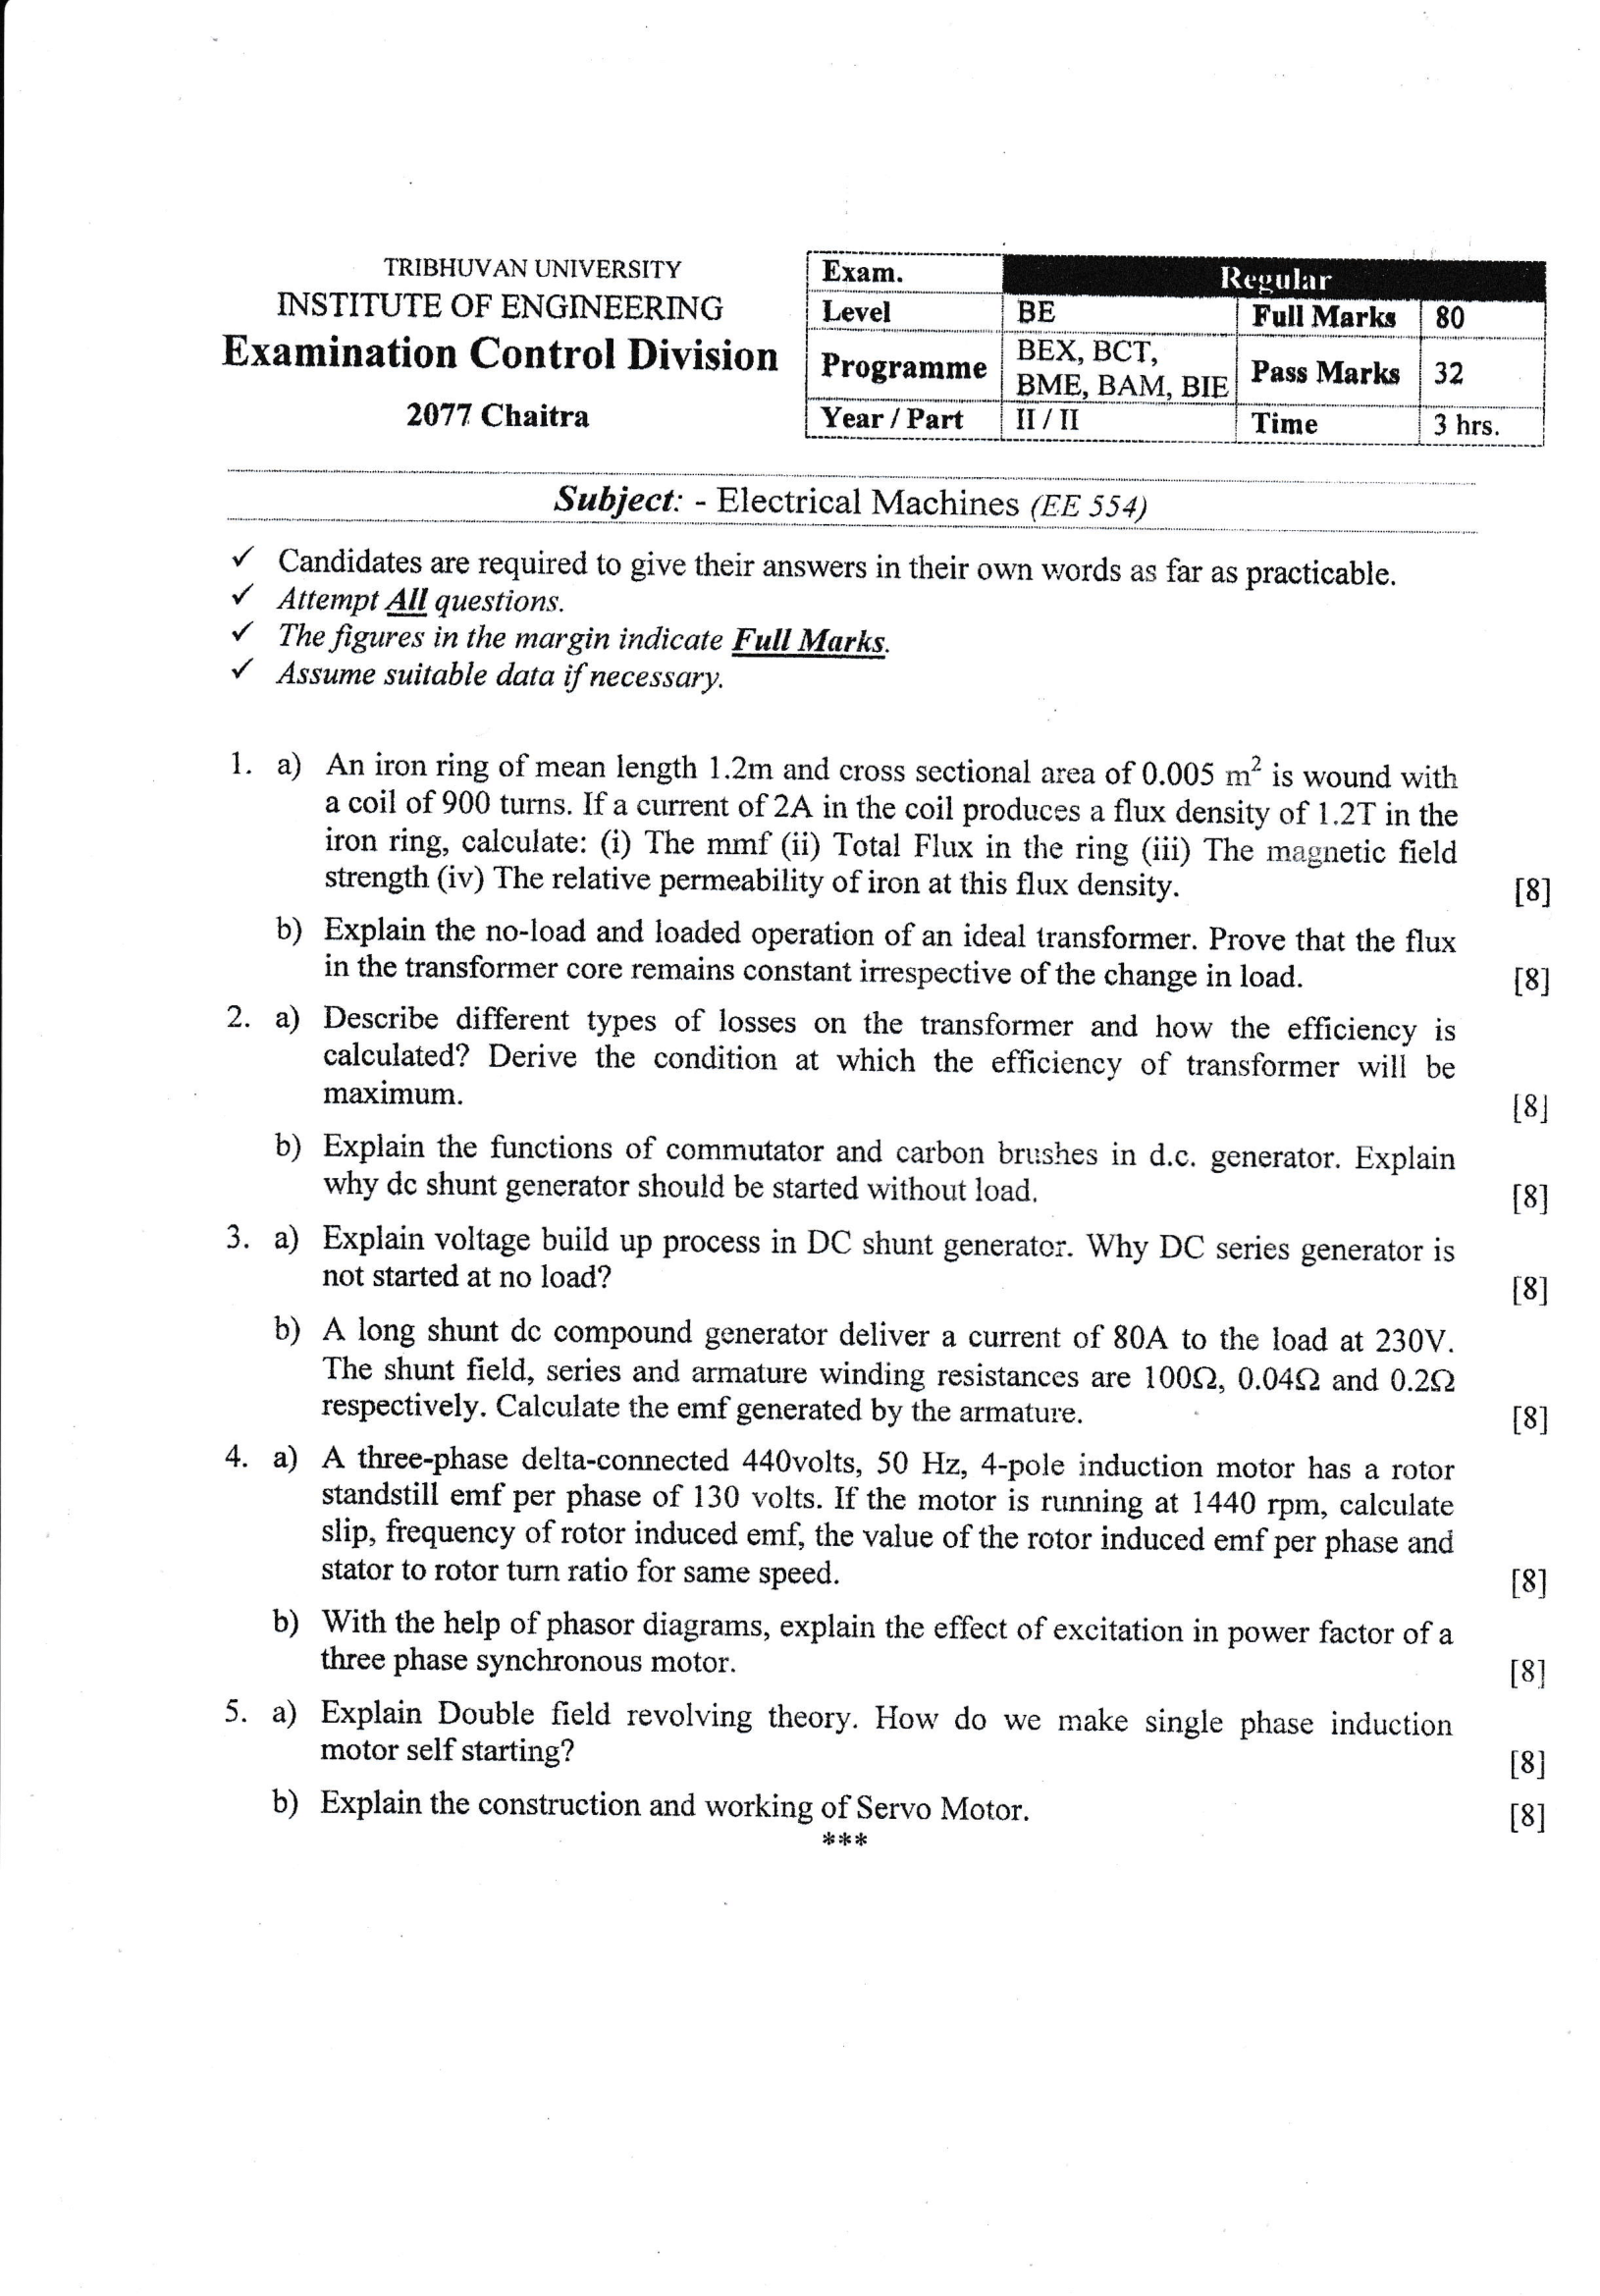 TRIBHUVAN UNIVERSITY
INSTITUTE OF ENGINEERING
Examination Control Division
2077 Chaitra
Exam. Regular
Level BE Full Marks 80
Programme BEX, BCT, BME, BAM, BIE Pass Marks 32
Year / Part II / II Time 3 hrs.
Subject: - Electrical Machines (EE 554)
✓ Candidates are required to give their answers in their own words as far as practicable.
✓ Attempt All questions.
✓ The figures in the margin indicate Full Marks.
✓ Assume suitable data if necessary.
1. a) An iron ring of mean length 1.2m and cross sectional area of 0.005 m² is wound with
a coil of 900 turns. If a current of 2A in the coil produces a flux density of 1.2T in the
iron ring, calculate: (i) The mmf (ii) Total Flux in the ring (iii) The magnetic field
strength (iv) The relative permeability of iron at this flux density. [8]
b) Explain the no-load and loaded operation of an ideal transformer. Prove that the flux
in the transformer core remains constant irrespective of the change in load. [8]
2. a) Describe different types of losses on the transformer and how the efficiency is
calculated? Derive the condition at which the efficiency of transformer will be
maximum. [8]
b) Explain the functions of commutator and carbon brushes in d.c. generator. Explain
why dc shunt generator should be started without load. [8]
3. a) Explain voltage build up process in DC shunt generator. Why DC series generator is
not started at no load? [8]
b) A long shunt dc compound generator deliver a current of 80A to the load at 230V.
The shunt field, series and armature winding resistances are 100Ω, 0.04Ω and 0.2Ω
respectively. Calculate the emf generated by the armature. [8]
4. a) A three-phase delta-connected 440volts, 50 Hz, 4-pole induction motor has a rotor
standstill emf per phase of 130 volts. If the motor is running at 1440 rpm, calculate
slip, frequency of rotor induced emf, the value of the rotor induced emf per phase and
stator to rotor turn ratio for same speed. [8]
b) With the help of phasor diagrams, explain the effect of excitation in power factor of a
three phase synchronous motor. [8]
5. a) Explain Double field revolving theory. How do we make single phase induction
motor self starting? [8]
b) Explain the construction and working of Servo Motor. [8]
***